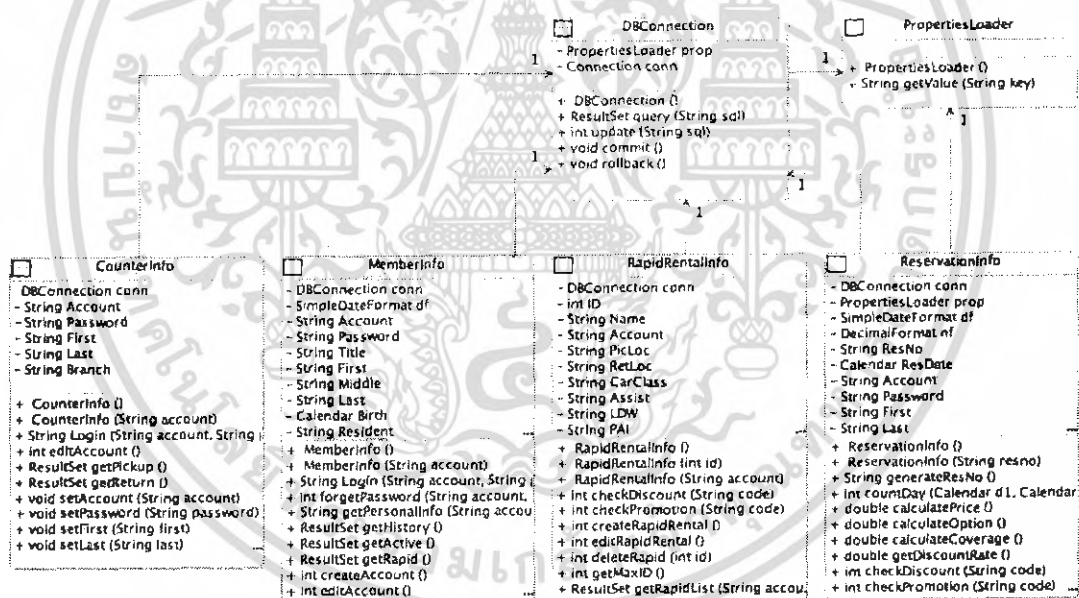 DBConnection
- PropertiesLoader prop
- Connection conn
+ DBConnection ()
+ ResultSet query (String sql)
+ int update (String sql)
+ void commit ()
+ void rollback ()
PropertiesLoader
+ PropertiesLoader ()
+ String getValue (String key)
1
1
1
1
1
1
CounterInfo
DBConnection conn
- String Account
- String Password
- String First
- String Last
- String Branch
+ CounterInfo ()
+ CounterInfo (String account)
+ String Login (String account, String
+ int editAccount ()
+ ResultSet getPickup ()
+ ResultSet getReturn ()
+ void setAccount (String account)
+ void setPassword (String password)
+ void setFirst (String first)
+ void setLast (String last)
...
MemberInfo
- DBConnection conn
- SimpleDateFormat df
- String Account
- String Password
- String Title
- String First
- String Middle
- String Last
- Calendar Birth
- String Resident
...
+ MemberInfo ()
+ MemberInfo (String account)
+ String Login (String account, String
+ int forgetPassword (String account,
+ String getPersonalInfo (String accou
+ ResultSet getHistory ()
+ ResultSet getActive ()
+ ResultSet getRapid ()
+ int createAccount ()
+ int editAccount ()
...
RapidRentalInfo
- DBConnection conn
- int ID
- String Name
- String Account
- String PicLoc
- String RetLoc
- String CarClass
- String Assist
- String LDW
- String PAI
...
+ RapidRentalInfo ()
+ RapidRentalInfo (int id)
+ RapidRentalInfo (String account)
+ int checkDiscount (String code)
+ int checkPromotion (String code)
+ int createRapidRental ()
+ int editRapidRental ()
+ int deleteRapid (int id)
+ int getMaxID ()
+ ResultSet getRapidList (String accou
...
ReservationInfo
- DBConnection conn
- PropertiesLoader prop
- SimpleDateFormat df
- DecimalFormat nf
- String ResNo
- Calendar ResDate
- String Account
- String Password
- String First
- String Last
...
+ ReservationInfo ()
+ ReservationInfo (String resno)
+ String generateResNo ()
+ int countDay (Calendar d1, Calendar
+ double calculatePrice ()
+ double calculateOption ()
+ double calculateCoverage ()
+ double getDiscountRate ()
+ int checkDiscount (String code)
+ int checkPromotion (String code)
...